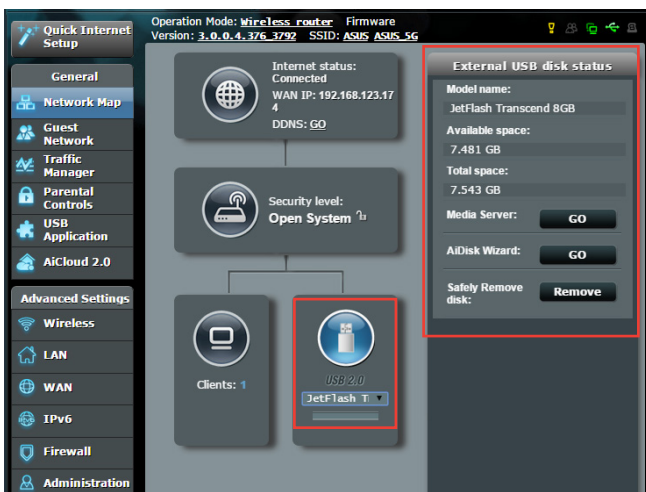 Quick Internet
Setup
Operation Mode: Wireless router Firmware
Version: 3.0.0.4.376_3792 SSID: ASUS ASUS_5G
General
Network Map
Guest
Network
Traffic
Manager
Parental
Controls
USB
Application
AiCloud 2.0
Advanced Settings
Wireless
LAN
WAN
IPv6
Firewall
Administration
Internet status:
Connected
WAN IP: 192.168.123.17
4
DDNS: GO
Security level:
Open System
Clients: 1
USB 2.0
JetFlash T
External USB disk status
Model name:
JetFlash Transcend 8GB
Available space:
7.481 GB
Total space:
7.543 GB
Media Server: GO
AiDisk Wizard: GO
Safely Remove
disk: Remove